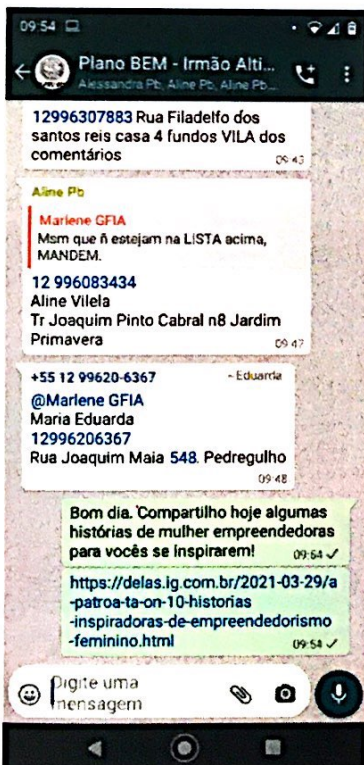 09:54
Plano BEM - Irmão Alti...
Alessandra Pb, Aline Pb, Aline Pb...
12996307883 Rua Filadelfo dos
santos reis casa 4 fundos VILA dos
comentários
09:43
Aline Pb
Marlene GFIA
Msm que ñ estejam na LISTA acima,
MANDEM.
12 996083434
Aline Vilela
Tr Joaquim Pinto Cabral n8 Jardim
Primavera
09:47
+55 12 99620-6367 ~Eduarda
@Marlene GFIA
Maria Eduarda
12996206367
Rua Joaquim Maia 548. Pedregulho
09:48
Bom dia. Compartilho hoje algumas
histórias de mulher empreendedoras
para vocês se inspirarem!
09:54
https://delas.ig.com.br/2021-03-29/a
-patroa-ta-on-10-historias
-inspiradoras-de-empreendedorismo
-feminino.html
09:54
Digite uma
mensagem